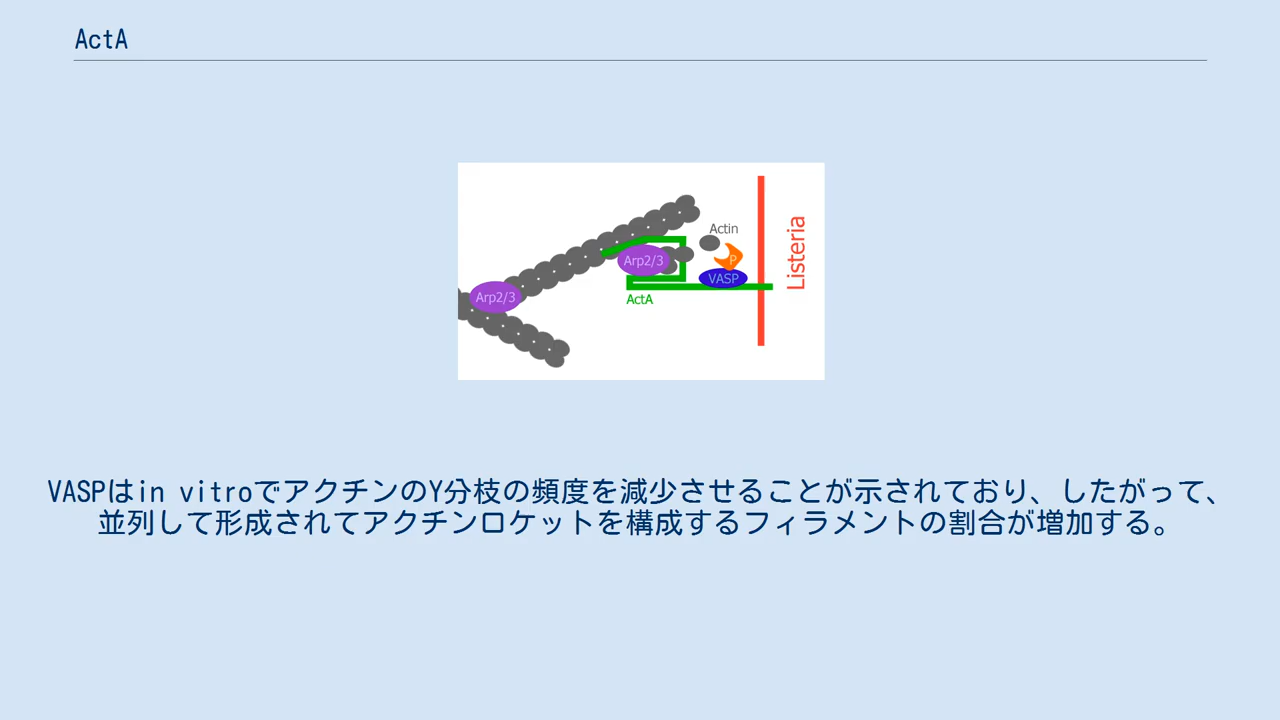 ActA
Actin
Arp2/3
P
VASP
Listeria
Arp2/3
ActA
VASPはin vitroでアクチンのY分枝の頻度を減少させることが示されており、したがって、
並列して形成されてアクチンロケットを構成するフィラメントの割合が増加する。